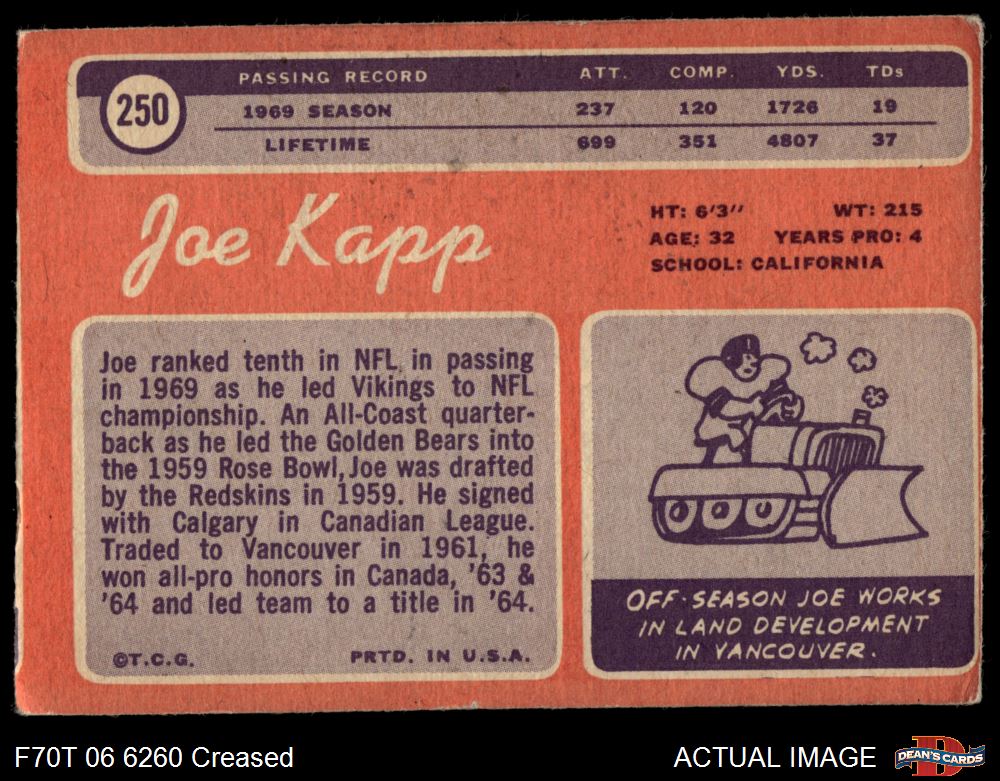 250
PASSING RECORD ATT. COMP. YDS. TDs
1969 SEASON 237 120 1726 19
LIFETIME 699 351 4807 37
Joe Kapp
HT: 6'3" WT: 215
AGE: 32 YEARS PRO: 4
SCHOOL: CALIFORNIA
Joe ranked tenth in NFL in passing
in 1969 as he led Vikings to NFL
championship. An All-Coast quarter-
back as he led the Golden Bears into
the 1959 Rose Bowl, Joe was drafted
by the Redskins in 1959. He signed
with Calgary in Canadian League.
Traded to Vancouver in 1961, he
won all-pro honors in Canada, '63 &
'64 and led team to a title in '64.
©T.C.G. PRTD. IN U.S.A.
OFF-SEASON JOE WORKS
IN LAND DEVELOPMENT
IN VANCOUVER.
F70T 06 6260 Creased
ACTUAL IMAGE
D
DEAN'S CARDS